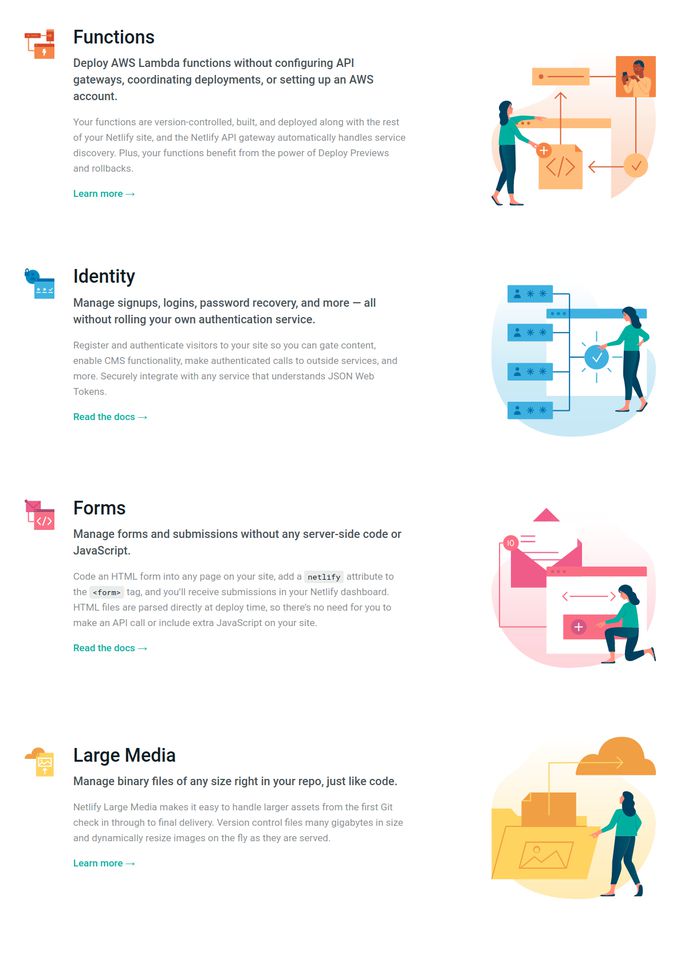 Functions
Deploy AWS Lambda functions without configuring API
gateways, coordinating deployments, or setting up an AWS
account.
Your functions are version-controlled, built, and deployed along with the rest
of your Netlify site, and the Netlify API gateway automatically handles service
discovery. Plus, your functions benefit from the power of Deploy Previews
and rollbacks.
Learn more →
</>
Identity
Manage signups, logins, password recovery, and more — all
without rolling your own authentication service.
Register and authenticate visitors to your site so you can gate content,
enable CMS functionality, make authenticated calls to outside services, and
more. Securely integrate with any service that understands JSON Web
Tokens.
Read the docs →
Forms
Manage forms and submissions without any server-side code or
JavaScript.
Code an HTML form into any page on your site, add a netlify attribute to
the <form> tag, and you'll receive submissions in your Netlify dashboard.
HTML files are parsed directly at deploy time, so there's no need for you to
make an API call or include extra JavaScript on your site.
Read the docs →
</>
10
Large Media
Manage binary files of any size right in your repo, just like code.
Netlify Large Media makes it easy to handle larger assets from the first Git
check in through to final delivery. Version control files many gigabytes in size
and dynamically resize images on the fly as they are served.
Learn more →